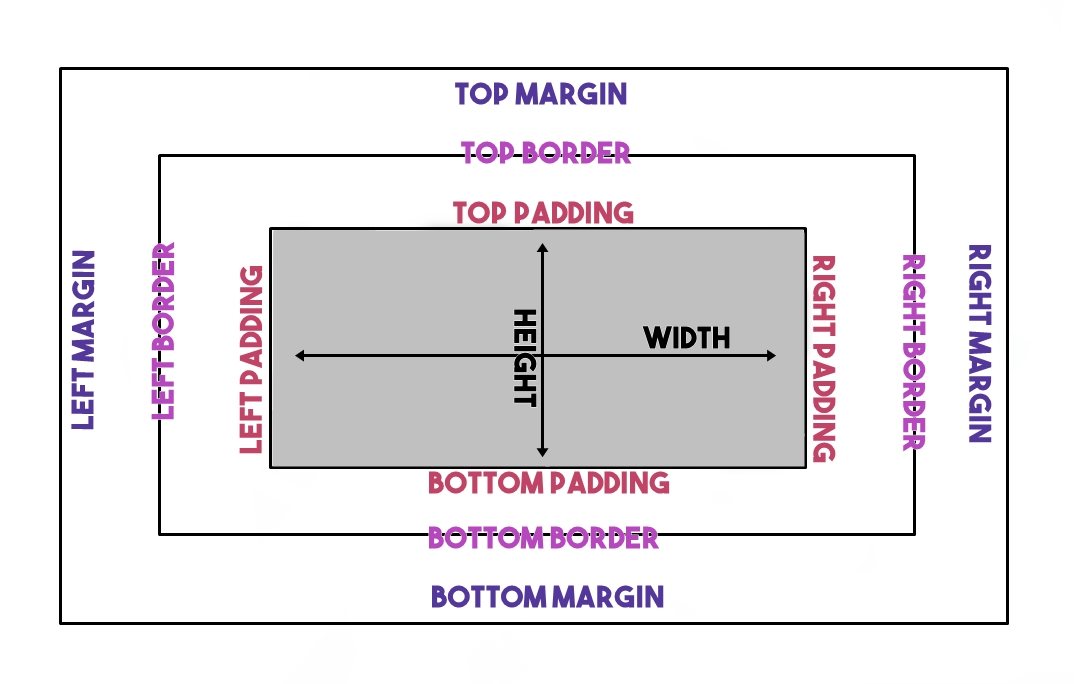 TOP MARGIN
TOP BORDER
TOP PADDING
LEFT MARGIN
LEFT BORDER
LEFT PADDING
HEIGHT
WIDTH
RIGHT PADDING
RIGHT BORDER
RIGHT MARGIN
BOTTOM PADDING
BOTTOM BORDER
BOTTOM MARGIN